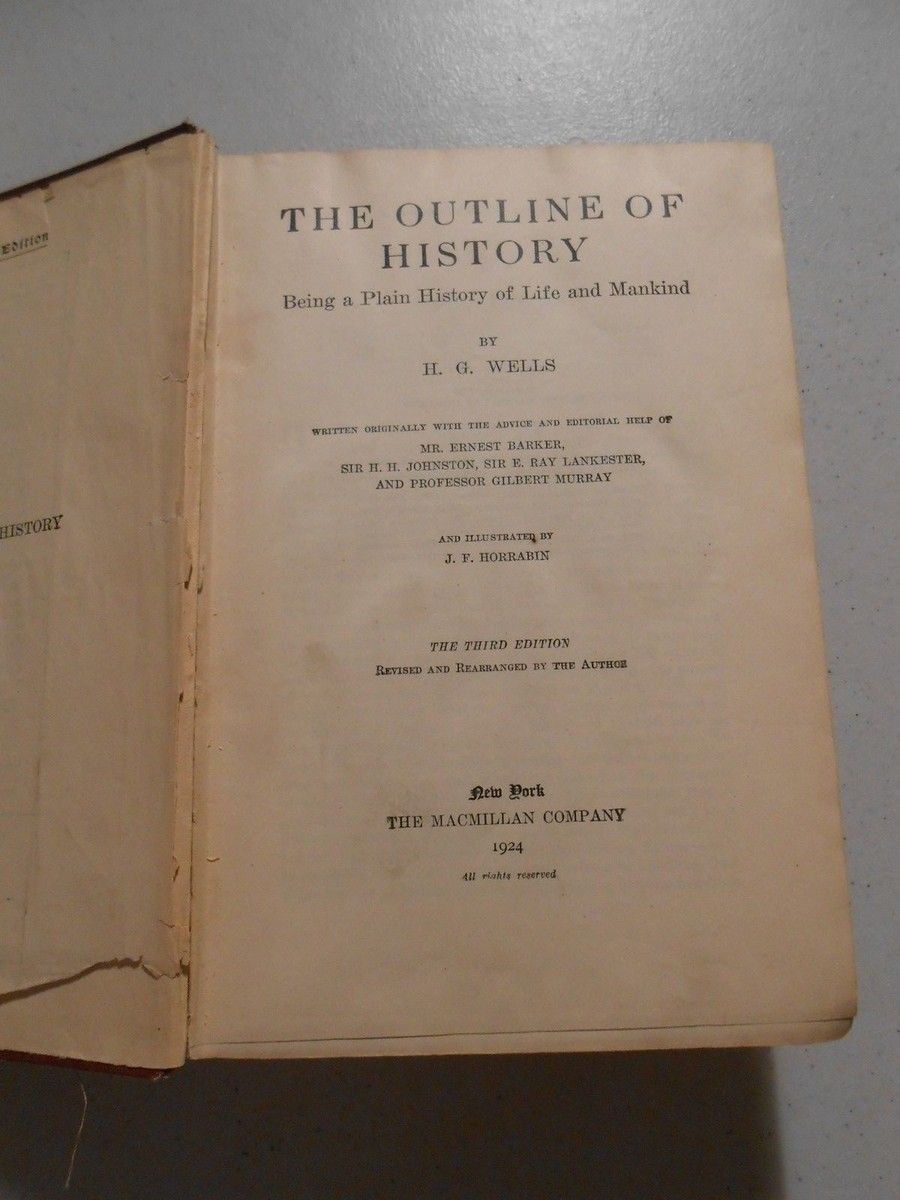 Edition
HISTORY
THE OUTLINE OF
HISTORY
Being a Plain History of Life and Mankind
BY
H. G. WELLS
WRITTEN ORIGINALLY WITH THE ADVICE AND EDITORIAL HELP OF
MR. ERNEST BARKER,
SIR H. H. JOHNSTON, SIR E. RAY LANKESTER,
AND PROFESSOR GILBERT MURRAY
AND ILLUSTRATED BY
J. F. HORRABIN
THE THIRD EDITION
REVISED AND REARRANGED BY THE AUTHOR
New York
THE MACMILLAN COMPANY
1924
All rights reserved